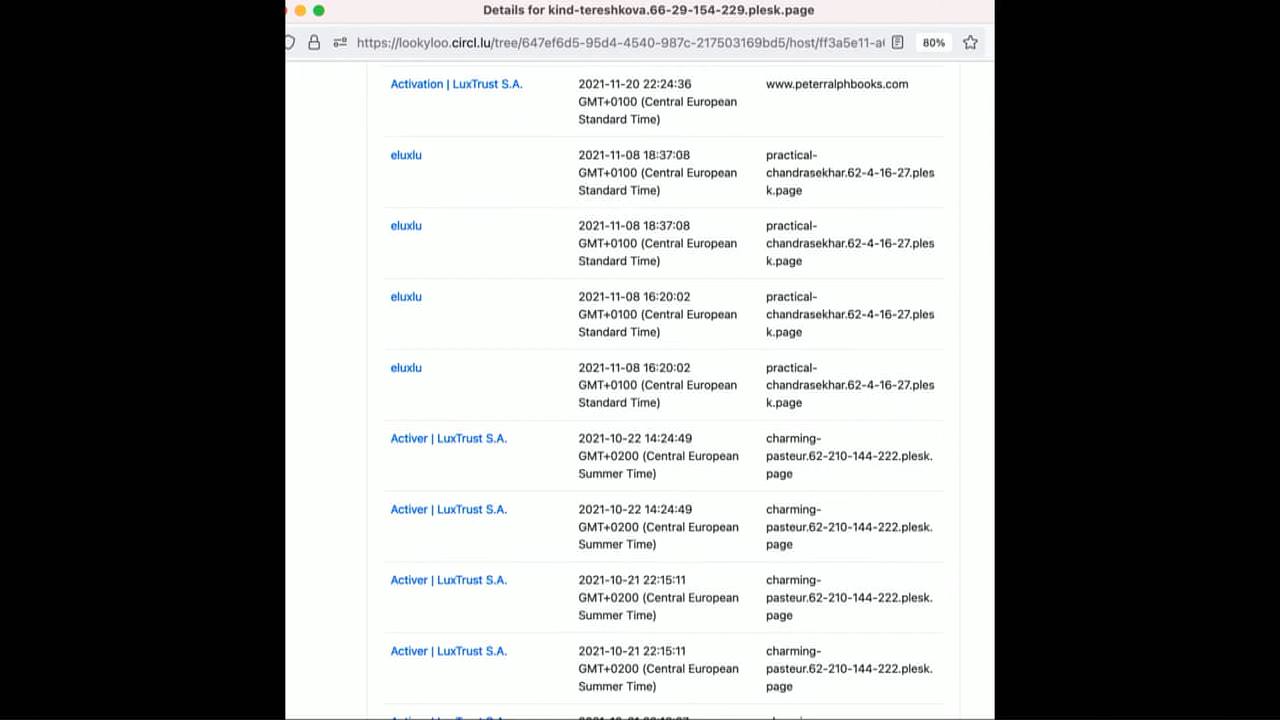 Details for kind-tereshkova.66-29-154-229.plesk.page
https://lookyloo.circl.lu/tree/647ef6d5-95d4-4540-987c-217503169bd5/host/ff3a5e11-a
80%
Activation | LuxTrust S.A.
2021-11-20 22:24:36
GMT+0100 (Central European
Standard Time)
www.peterralphbooks.com
eluxlu
2021-11-08 18:37:08
GMT+0100 (Central European
Standard Time)
practical-
chandrasekhar.62-4-16-27.ples
k.page
eluxlu
2021-11-08 18:37:08
GMT+0100 (Central European
Standard Time)
practical-
chandrasekhar.62-4-16-27.ples
k.page
eluxlu
2021-11-08 16:20:02
GMT+0100 (Central European
Standard Time)
practical-
chandrasekhar.62-4-16-27.ples
k.page
eluxlu
2021-11-08 16:20:02
GMT+0100 (Central European
Standard Time)
practical-
chandrasekhar.62-4-16-27.ples
k.page
Activer | LuxTrust S.A.
2021-10-22 14:24:49
GMT+0200 (Central European
Summer Time)
charming-
pasteur.62-210-144-222.plesk.
page
Activer | LuxTrust S.A.
2021-10-22 14:24:49
GMT+0200 (Central European
Summer Time)
charming-
pasteur.62-210-144-222.plesk.
page
Activer | LuxTrust S.A.
2021-10-21 22:15:11
GMT+0200 (Central European
Summer Time)
charming-
pasteur.62-210-144-222.plesk.
page
Activer | LuxTrust S.A.
2021-10-21 22:15:11
GMT+0200 (Central European
Summer Time)
charming-
pasteur.62-210-144-222.plesk.
page